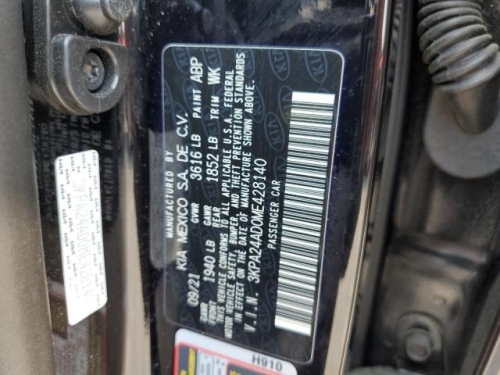 MANUFACTURED BY
KIA MEXICO S.A. DE C.V.
09/21 GVWR 3616 LB PAINT ABP
GAWR FRONT 1940 LB GAWR REAR 1852 LB TRIM WK
THIS VEHICLE CONFORMS TO ALL APPLICABLE U.S.A. FEDERAL
MOTOR VEHICLE SAFETY, BUMPER, AND THEFT PREVENTION STANDARDS
IN EFFECT ON THE DATE OF MANUFACTURE SHOWN ABOVE.
V.I.N. 3KPA24AD0ME428140
PASSENGER CAR
H910
KIA